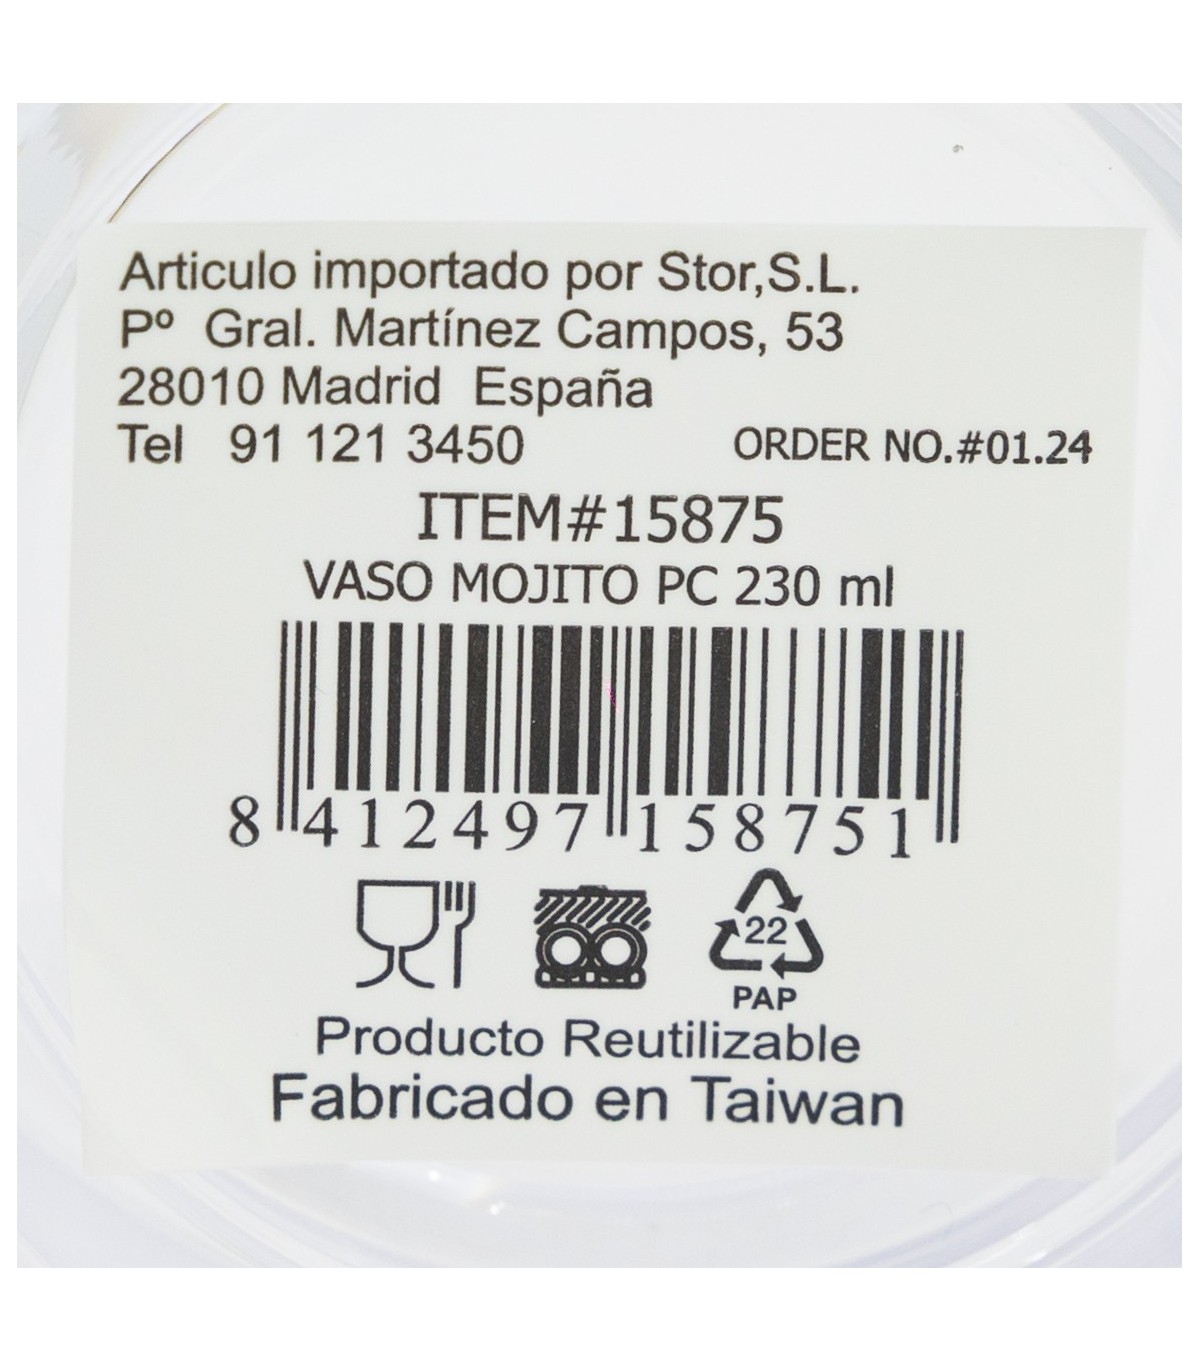 Articulo importado por Stor,S.L.
Pº Gral. Martínez Campos, 53
28010 Madrid España
Tel 91 121 3450 ORDER NO.#01.24
ITEM#15875
VASO MOJITO PC 230 ml
8 412497 158751
22
PAP
Producto Reutilizable
Fabricado en Taiwan